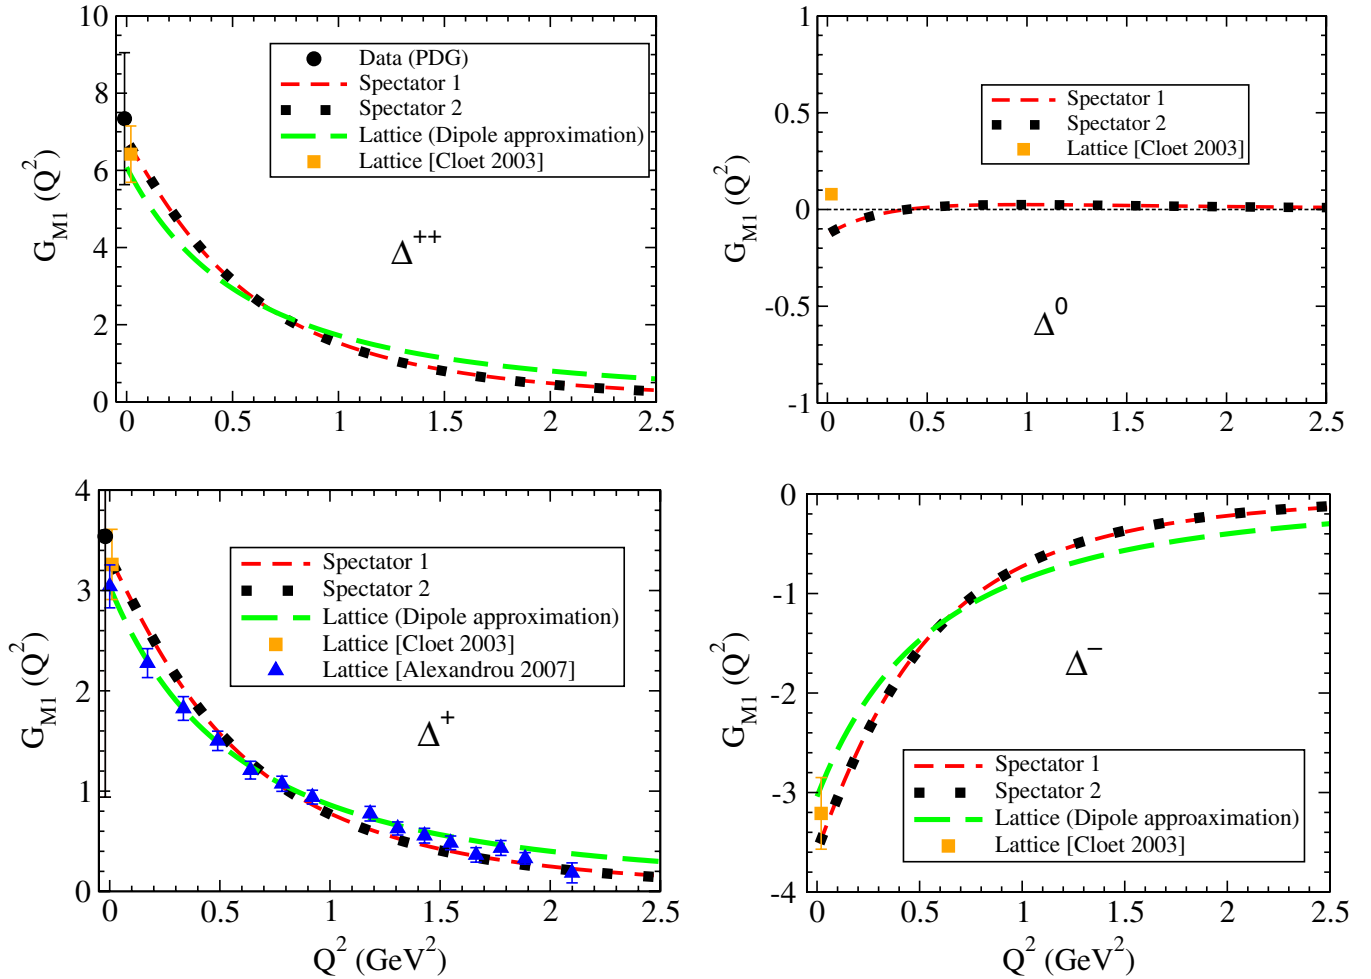 10
8
6
4
2
0
G_M1 (Q^2)
Data (PDG)
Spectator 1
Spectator 2
Lattice (Dipole approximation)
Lattice [Cloet 2003]
Δ^++
0 0.5 1 1.5 2 2.5
1
0.5
0
-0.5
-1
G_M1 (Q^2)
Spectator 1
Spectator 2
Lattice [Cloet 2003]
Δ^0
0 0.5 1 1.5 2 2.5
4
3
2
1
0
G_M1 (Q^2)
Spectator 1
Spectator 2
Lattice (Dipole approximation)
Lattice [Cloet 2003]
Lattice [Alexandrou 2007]
Δ^+
0 0.5 1 1.5 2 2.5
Q^2 (GeV^2)
0
-1
-2
-3
-4
G_M1 (Q^2)
Δ^−
Spectator 1
Spectator 2
Lattice (Dipole approaximation)
Lattice [Cloet 2003]
0 0.5 1 1.5 2 2.5
Q^2 (GeV^2)